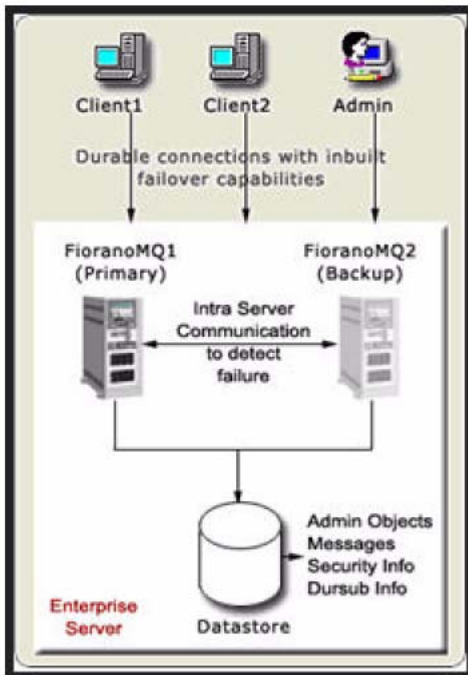 Client1
Client2
Admin
Durable connections with inbuilt
failover capabilities
FioranoMQ1
(Primary)
FioranoMQ2
(Backup)
Intra Server
Communication
to detect
failure
Admin Objects
Messages
Security Info
Dursub Info
Enterprise
Server
Datastore